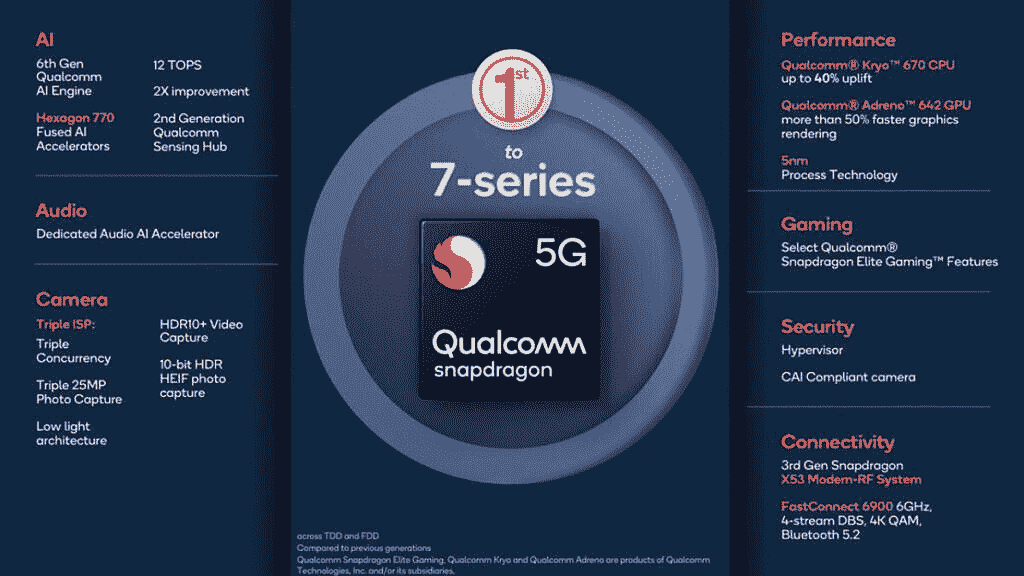 AI
6th Gen
Qualcomm
AI Engine
Hexagon 770
Fused AI
Accelerators
12 TOPS
2X improvement
2nd Generation
Qualcomm
Sensing Hub
Audio
Dedicated Audio AI Accelerator
Camera
Triple ISP:
Triple
Concurrency
Triple 25MP
Photo Capture
Low light
architecture
HDR10+ Video
Capture
10-bit HDR
HEIF photo
capture
1st
to
7-series
5G
Qualcomm
snapdragon
across TDD and FDD
Compared to previous generations
Qualcomm Snapdragon Elite Gaming, Qualcomm Kryo and Qualcomm Adreno are products of Qualcomm
Technologies, Inc. and/or its subsidiaries.
Performance
Qualcomm® Kryo™ 670 CPU
up to 40% uplift
Qualcomm® Adreno™ 642 GPU
more than 50% faster graphics
rendering
5nm
Process Technology
Gaming
Select Qualcomm®
Snapdragon Elite Gaming™ Features
Security
Hypervisor
CAI Compliant camera
Connectivity
3rd Gen Snapdragon
X53 Modem-RF System
FastConnect 6900 6GHz,
4-stream DBS, 4K QAM,
Bluetooth 5.2